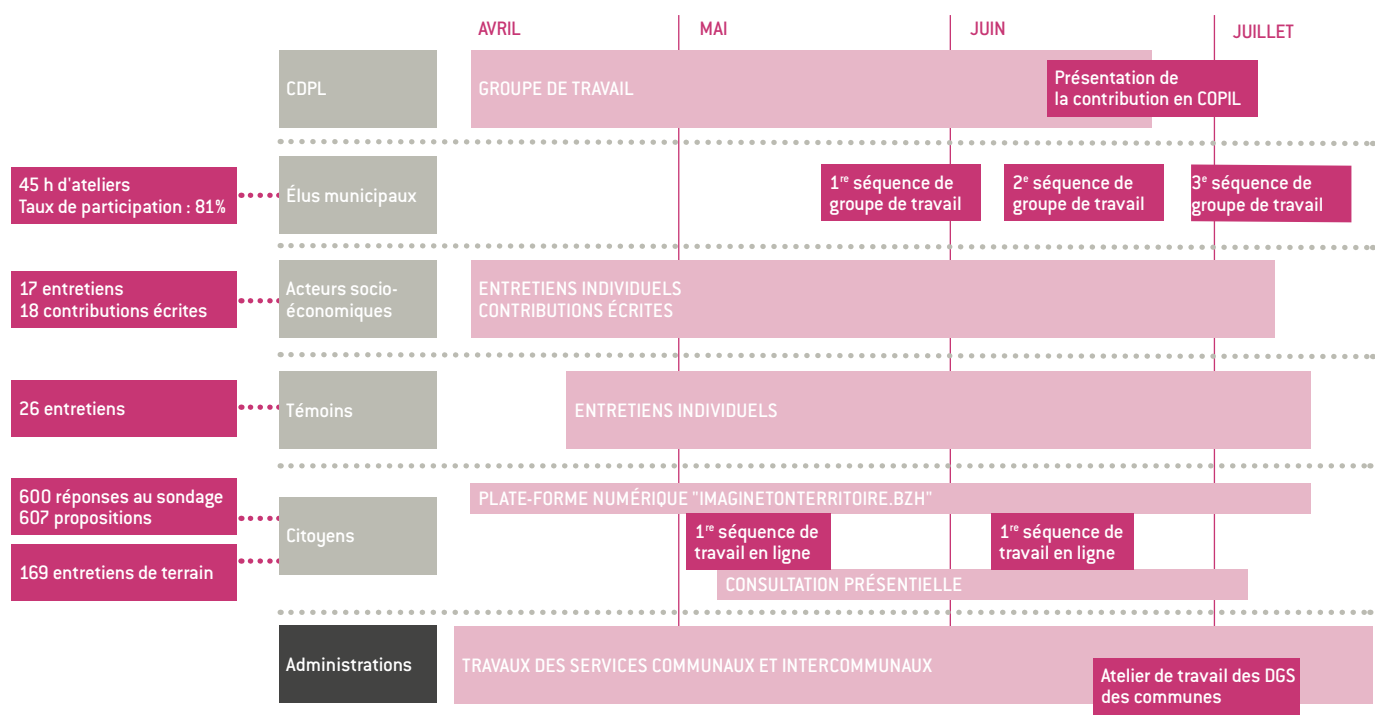 AVRIL
MAI
JUIN
JUILLET
CDPL
GROUPE DE TRAVAIL
Présentation de
la contribution en COPIL
45 h d'ateliers
Taux de participation : 81%
Élus municipaux
1re séquence de
groupe de travail
2e séquence de
groupe de travail
3e séquence de
groupe de travail
17 entretiens
18 contributions écrites
Acteurs socio-
économiques
ENTRETIENS INDIVIDUELS
CONTRIBUTIONS ÉCRITES
26 entretiens
Témoins
ENTRETIENS INDIVIDUELS
600 réponses au sondage
607 propositions
169 entretiens de terrain
Citoyens
PLATE-FORME NUMÉRIQUE "IMAGINETONTERRITOIRE.BZH"
1re séquence de
travail en ligne
1re séquence de
travail en ligne
CONSULTATION PRÉSENTIELLE
Administrations
TRAVAUX DES SERVICES COMMUNAUX ET INTERCOMMUNAUX
Atelier de travail des DGS
des communes